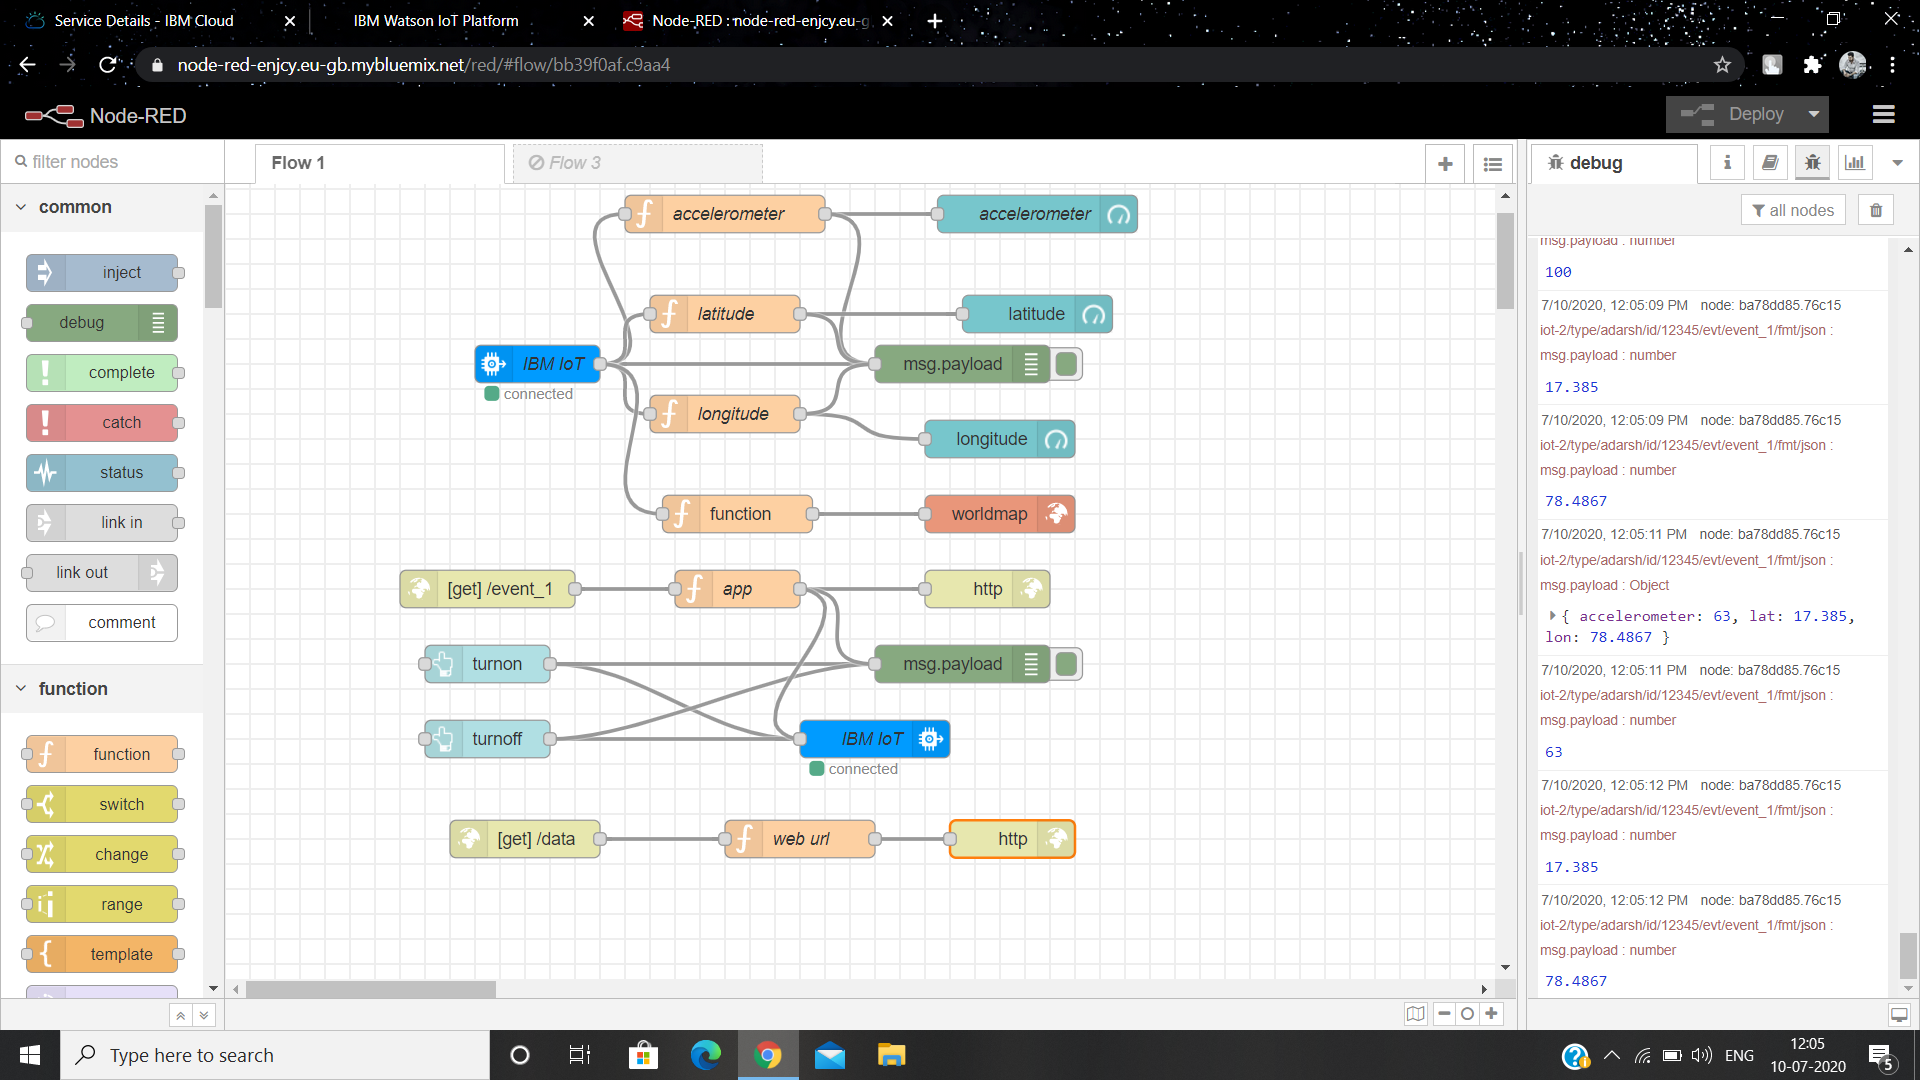 Service Details - IBM Cloud
IBM Watson IoT Platform
Node-RED : node-red-enjcy.eu-g
node-red-enjcy.eu-gb.mybluemix.net/red/#flow/bb39f0af.c9aa4
Node-RED
Deploy
filter nodes
Flow 1
Flow 3
debug
all nodes
common
inject
debug
complete
catch
status
link in
link out
comment
function
function
switch
change
range
template
accelerometer
accelerometer
latitude
latitude
IBM IoT
connected
msg.payload
longitude
longitude
function
worldmap
[get] /event_1
app
http
turnon
msg.payload
turnoff
IBM IoT
connected
[get] /data
web url
http
msg.payload : number
100
7/10/2020, 12:05:09 PM node: ba78dd85.76c15
iot-2/type/adarsh/id/12345/evt/event_1/fmt/json :
msg.payload : number
17.385
7/10/2020, 12:05:09 PM node: ba78dd85.76c15
iot-2/type/adarsh/id/12345/evt/event_1/fmt/json :
msg.payload : number
78.4867
7/10/2020, 12:05:11 PM node: ba78dd85.76c15
iot-2/type/adarsh/id/12345/evt/event_1/fmt/json :
msg.payload : Object
{ accelerometer: 63, lat: 17.385,
lon: 78.4867 }
7/10/2020, 12:05:11 PM node: ba78dd85.76c15
iot-2/type/adarsh/id/12345/evt/event_1/fmt/json :
msg.payload : number
63
7/10/2020, 12:05:12 PM node: ba78dd85.76c15
iot-2/type/adarsh/id/12345/evt/event_1/fmt/json :
msg.payload : number
17.385
7/10/2020, 12:05:12 PM node: ba78dd85.76c15
iot-2/type/adarsh/id/12345/evt/event_1/fmt/json :
msg.payload : number
78.4867
Type here to search
ENG
12:05
10-07-2020
5